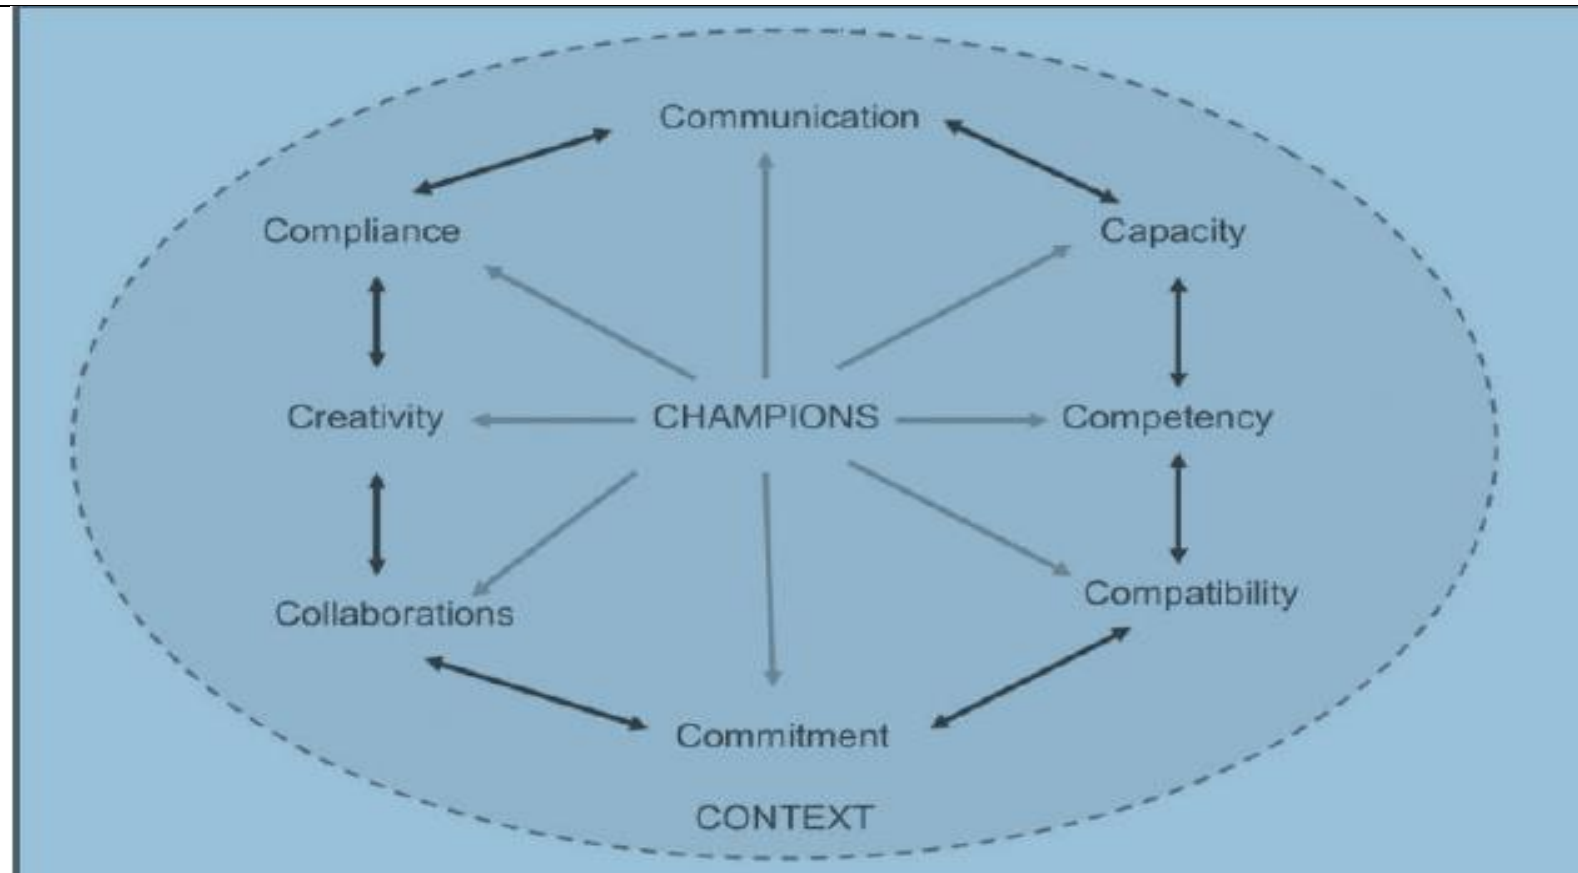 Communication
Compliance
Capacity
Creativity
CHAMPIONS
Competency
Compatibility
Collaborations
Commitment
CONTEXT